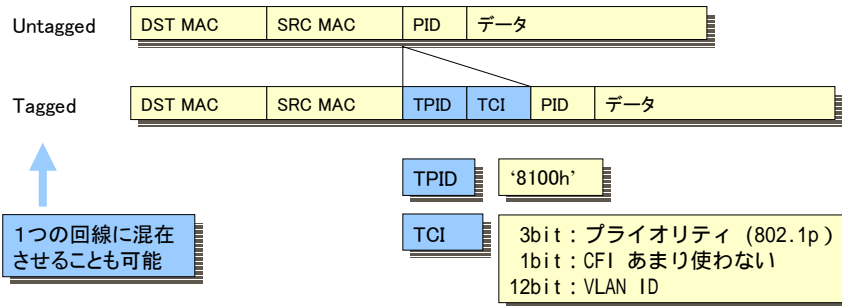 Untagged DST MAC SRC MAC PID データ
Tagged DST MAC SRC MAC TPID TCI PID データ
TPID '8100h'
1つの回線に混在
させることも可能
TCI
3bit：プライオリティ (802.1p)
1bit：CFI あまり使わない
12bit：VLAN ID